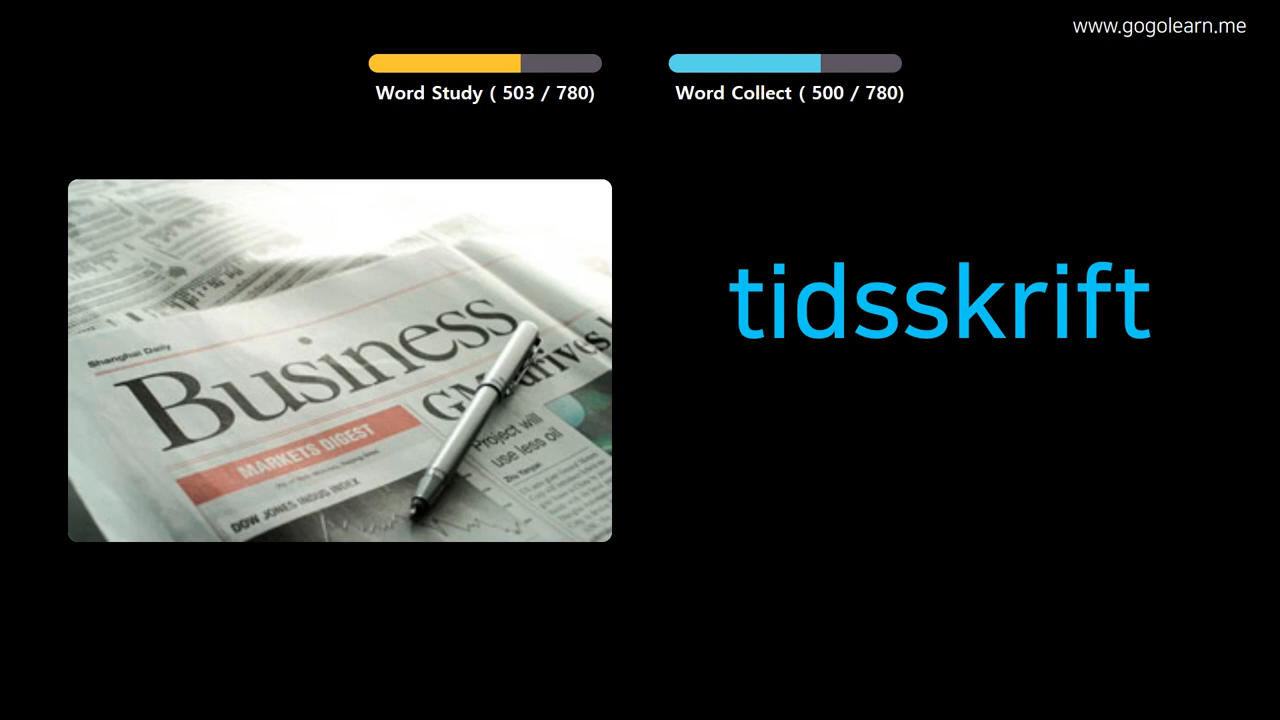 www.gogolearn.me
Word Study ( 503 / 780)
Word Collect ( 500 / 780)
tidsskrift
Shanghai Daily
Business
GM drives
MARKETS DIGEST
Project will
use less oil
DOW JONES INDUS INDEX